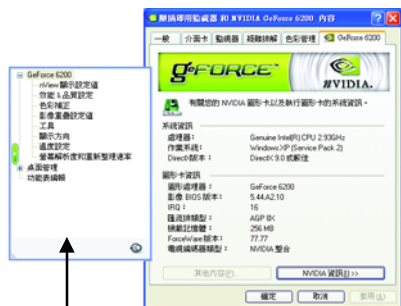 隨插即用監視器 和 NVIDIA GeForce 6200 內容
一般 介面卡 監視器 疑難排解 色彩管理 GeForce 6200
GEFORCE
NVIDIA.
有關您的 NVIDIA 圖形卡以及執行圖形卡的系統資訊。
系統資訊
處理器： Genuine Intel(R) CPU 2.93GHz
作業系統： Windows XP (Service Pack 2)
DirectX版本： DirectX 9.0 或較佳
圖形卡資訊
圖形處理器： GeForce 6200
影像 BIOS 版本： 5.44.A2.10
IRQ： 16
匯流排類型： AGP 8X
機載記憶體： 256 MB
ForceWare 版本： 77.77
電視編碼器類型： NVIDIA 整合
其他內容(P)...
NVIDIA 資訊(I) >>
確定
取消
套用(A)
GeForce 6200
nView 顯示設定值
效能 & 品質設定
色彩補正
影像重疊設定值
工具
顯示方向
溫度設定
螢幕解析度和重新整理速率
桌面管理
功能表編輯